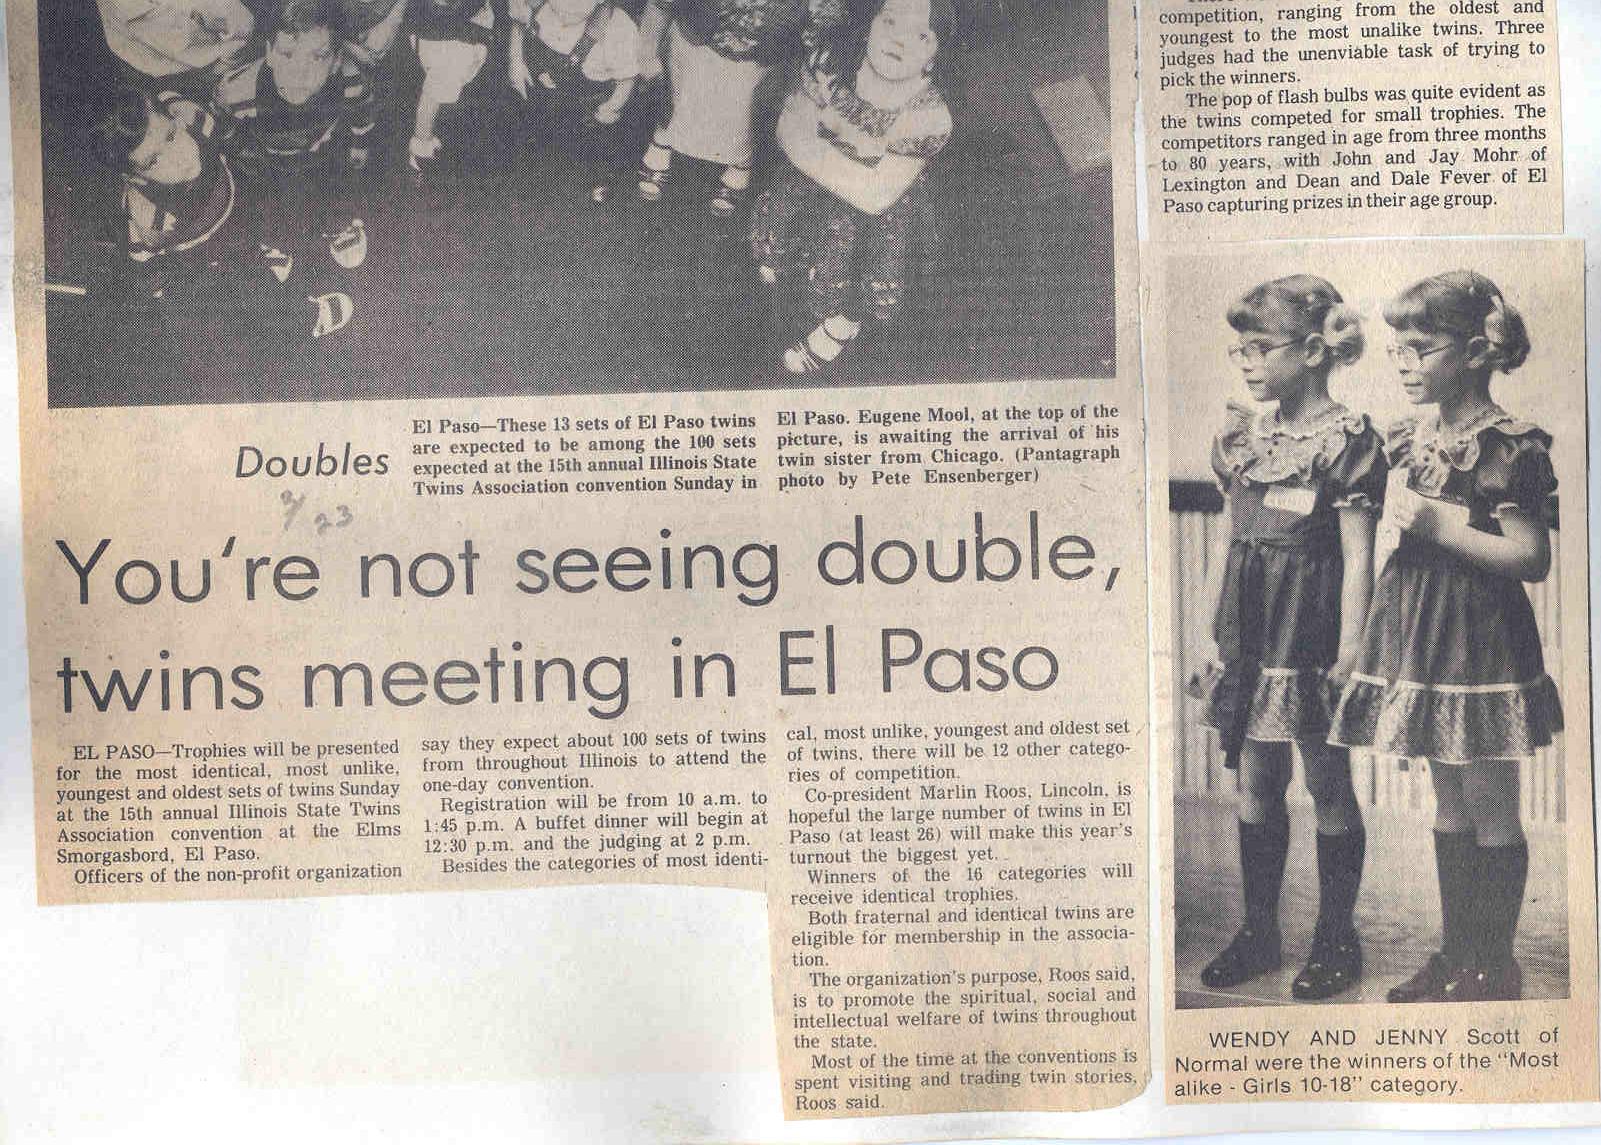 competition, ranging from the oldest and
youngest to the most unalike twins. Three
judges had the unenviable task of trying to
pick the winners.
The pop of flash bulbs was quite evident as
the twins competed for small trophies. The
competitors ranged in age from three months
to 80 years, with John and Jay Mohr of
Lexington and Dean and Dale Fever of El
Paso capturing prizes in their age group.
Doubles
El Paso—These 13 sets of El Paso twins
are expected to be among the 100 sets
expected at the 15th annual Illinois State
Twins Association convention Sunday in
El Paso. Eugene Mool, at the top of the
picture, is awaiting the arrival of his
twin sister from Chicago. (Pantagraph
photo by Pete Ensenberger)
23
You're not seeing double,
twins meeting in El Paso
EL PASO—Trophies will be presented
for the most identical, most unlike,
youngest and oldest sets of twins Sunday
at the 15th annual Illinois State Twins
Association convention at the Elms
Smorgasbord, El Paso.
Officers of the non-profit organization
say they expect about 100 sets of twins
from throughout Illinois to attend the
one-day convention.
Registration will be from 10 a.m. to
1:45 p.m. A buffet dinner will begin at
12:30 p.m. and the judging at 2 p.m.
Besides the categories of most identi-
cal, most unlike, youngest and oldest set
of twins, there will be 12 other catego-
ries of competition.
Co-president Marlin Roos, Lincoln, is
hopeful the large number of twins in El
Paso (at least 26) will make this year's
turnout the biggest yet.
Winners of the 16 categories will
receive identical trophies.
Both fraternal and identical twins are
eligible for membership in the associa-
tion.
The organization's purpose, Roos said,
is to promote the spiritual, social and
intellectual welfare of twins throughout
the state.
Most of the time at the conventions is
spent visiting and trading twin stories,
Roos said.
WENDY AND JENNY Scott of
Normal were the winners of the "Most
alike - Girls 10-18" category.